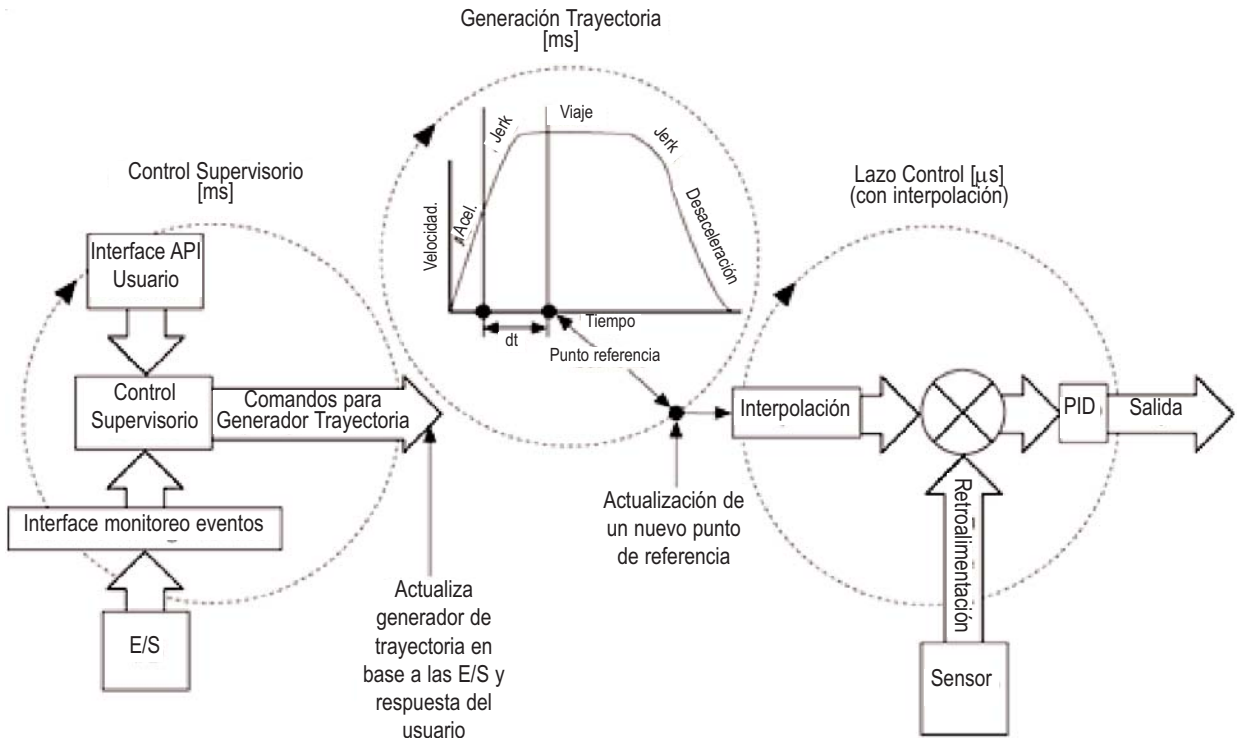 Generación Trayectoria
[ms]
Control Supervisorio
[ms]
Interface API
Usuario
Control
Supervisorio
Comandos para
Generador Trayectoria
Interface monitoreo eventos
E/S
Actualiza
generador de
trayectoria en
base a las E/S y
respuesta del
usuario
Velocidad.
Acel.
Jerk
Viaje
Jerk
Desaceleración
Tiempo
dt
Punto referencia
Actualización de
un nuevo punto
de referencia
Lazo Control [µs]
(con interpolación)
Interpolación
PID
Salida
Retroalimentación
Sensor